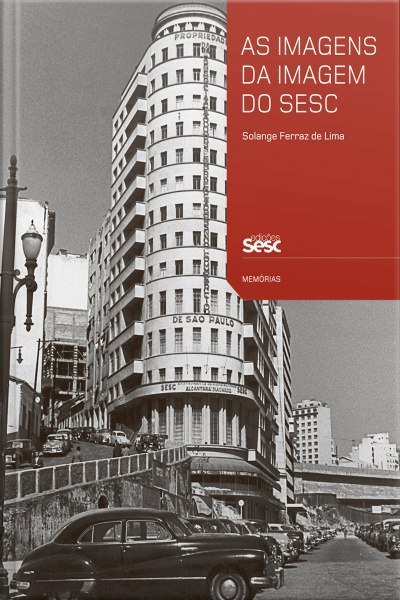 AS IMAGENS
DA IMAGEM
DO SESC
Solange Ferraz de Lima
edições
SESC
MEMÓRIAS
PROPRIEDADE
DE SÃO PAULO
SESC
ALCANTARA MACHADO
SESC